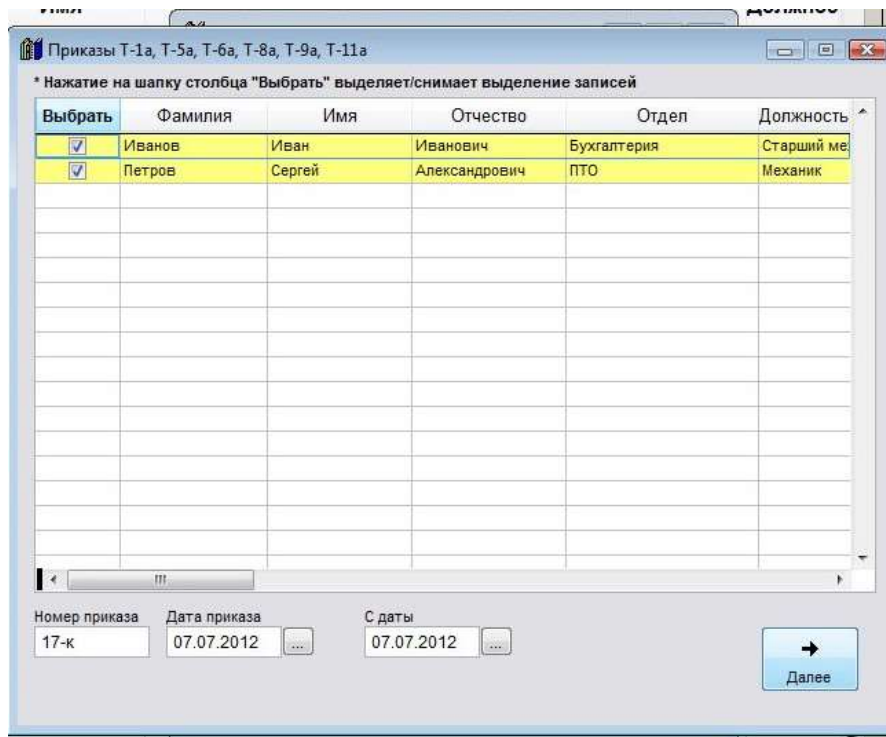 Приказы Т-1а, Т-5а, Т-6а, Т-8а, Т-9а, Т-11а
* Нажатие на шапку столбца "Выбрать" выделяет/снимает выделение записей
Выбрать Фамилия Имя Отчество Отдел Должность
Иванов Иван Иванович Бухгалтерия Старший ме
Петров Сергей Александрович ПТО Механик
Номер приказа Дата приказа С даты
17-к 07.07.2012 ... 07.07.2012 ...
Далее